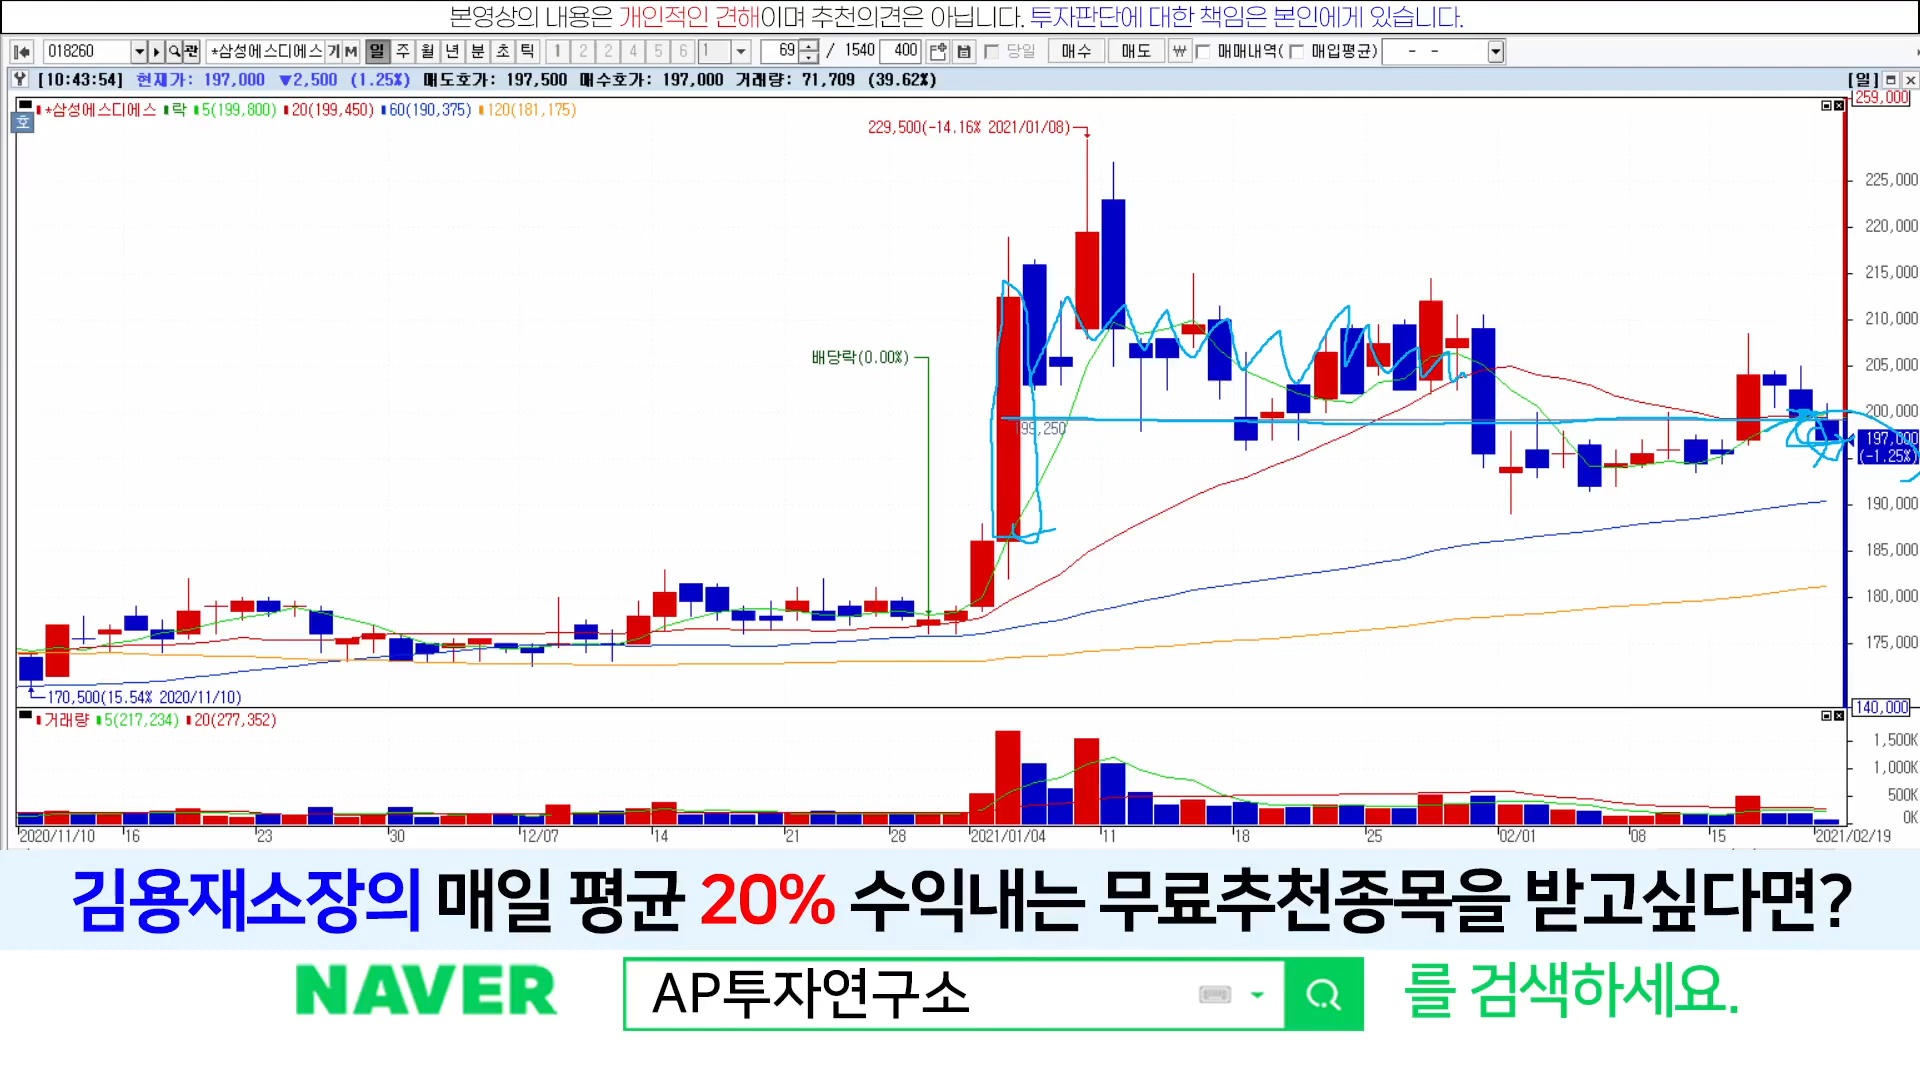 본영상의 내용은 개인적인 견해이며 추천의견은 아닙니다. 투자판단에 대한 책임은 본인에게 있습니다.
018260 관 *삼성에스디에스 기 M 일 주 월 년 분 초 틱 1 2 2 4 5 6 1 69 / 1540 400 당일 매수 매도 ₩ 매매내역( 매입평균) - -
[10:43:54] 현재가: 197,000 ▼2,500 (1.25%) 매도호가: 197,500 매수호가: 197,000 거래량: 71,709 (39.62%) [일]
*삼성에스디에스 락 5(199,800) 20(199,450) 60(190,375) 120(181,175)
호
259,000
229,500(-14.16% 2021/01/08)
225,000
220,000
215,000
210,000
배당락(0.00%)
205,000
200,000
199,250
197,000
(-1.25%)
190,000
185,000
180,000
175,000
170,500(15.54% 2020/11/10)
140,000
거래량 5(217,234) 20(277,352)
1,500K
1,000K
500K
0K
2020/11/10 16 23 30 12/07 14 21 28 2021/01/04 11 18 25 02/01 08 15 2021/02/19
김용재소장의 매일 평균 20% 수익내는 무료추천종목을 받고싶다면?
NAVER AP투자연구소 를 검색하세요.